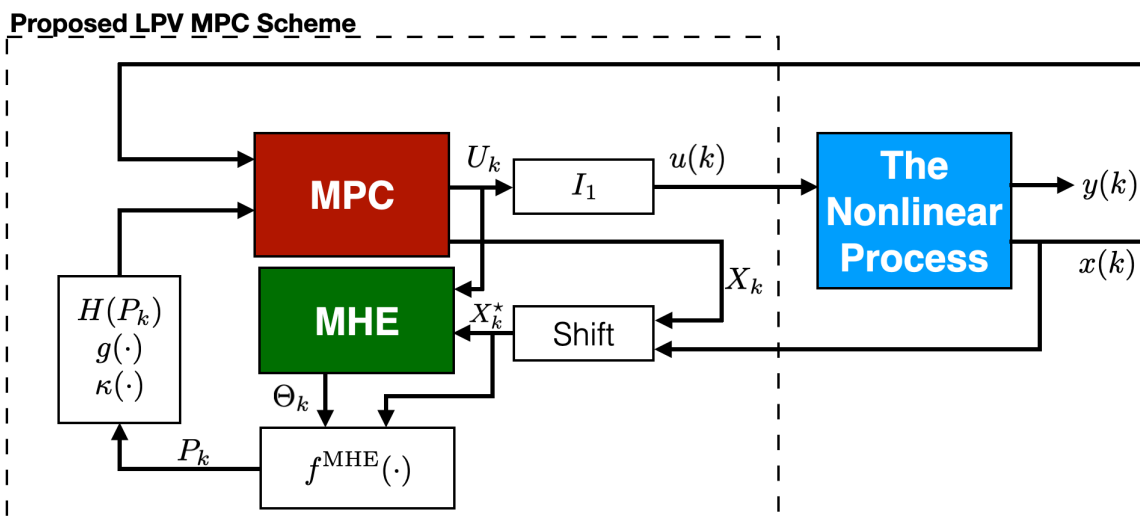 Proposed LPV MPC Scheme
MPC
U_k
I_1
u(k)
The
Nonlinear
Process
y(k)
x(k)
X_k
H(P_k)
g(·)
κ(·)
MHE
X_k^⋆
Shift
Θ_k
P_k
f^MHE(·)